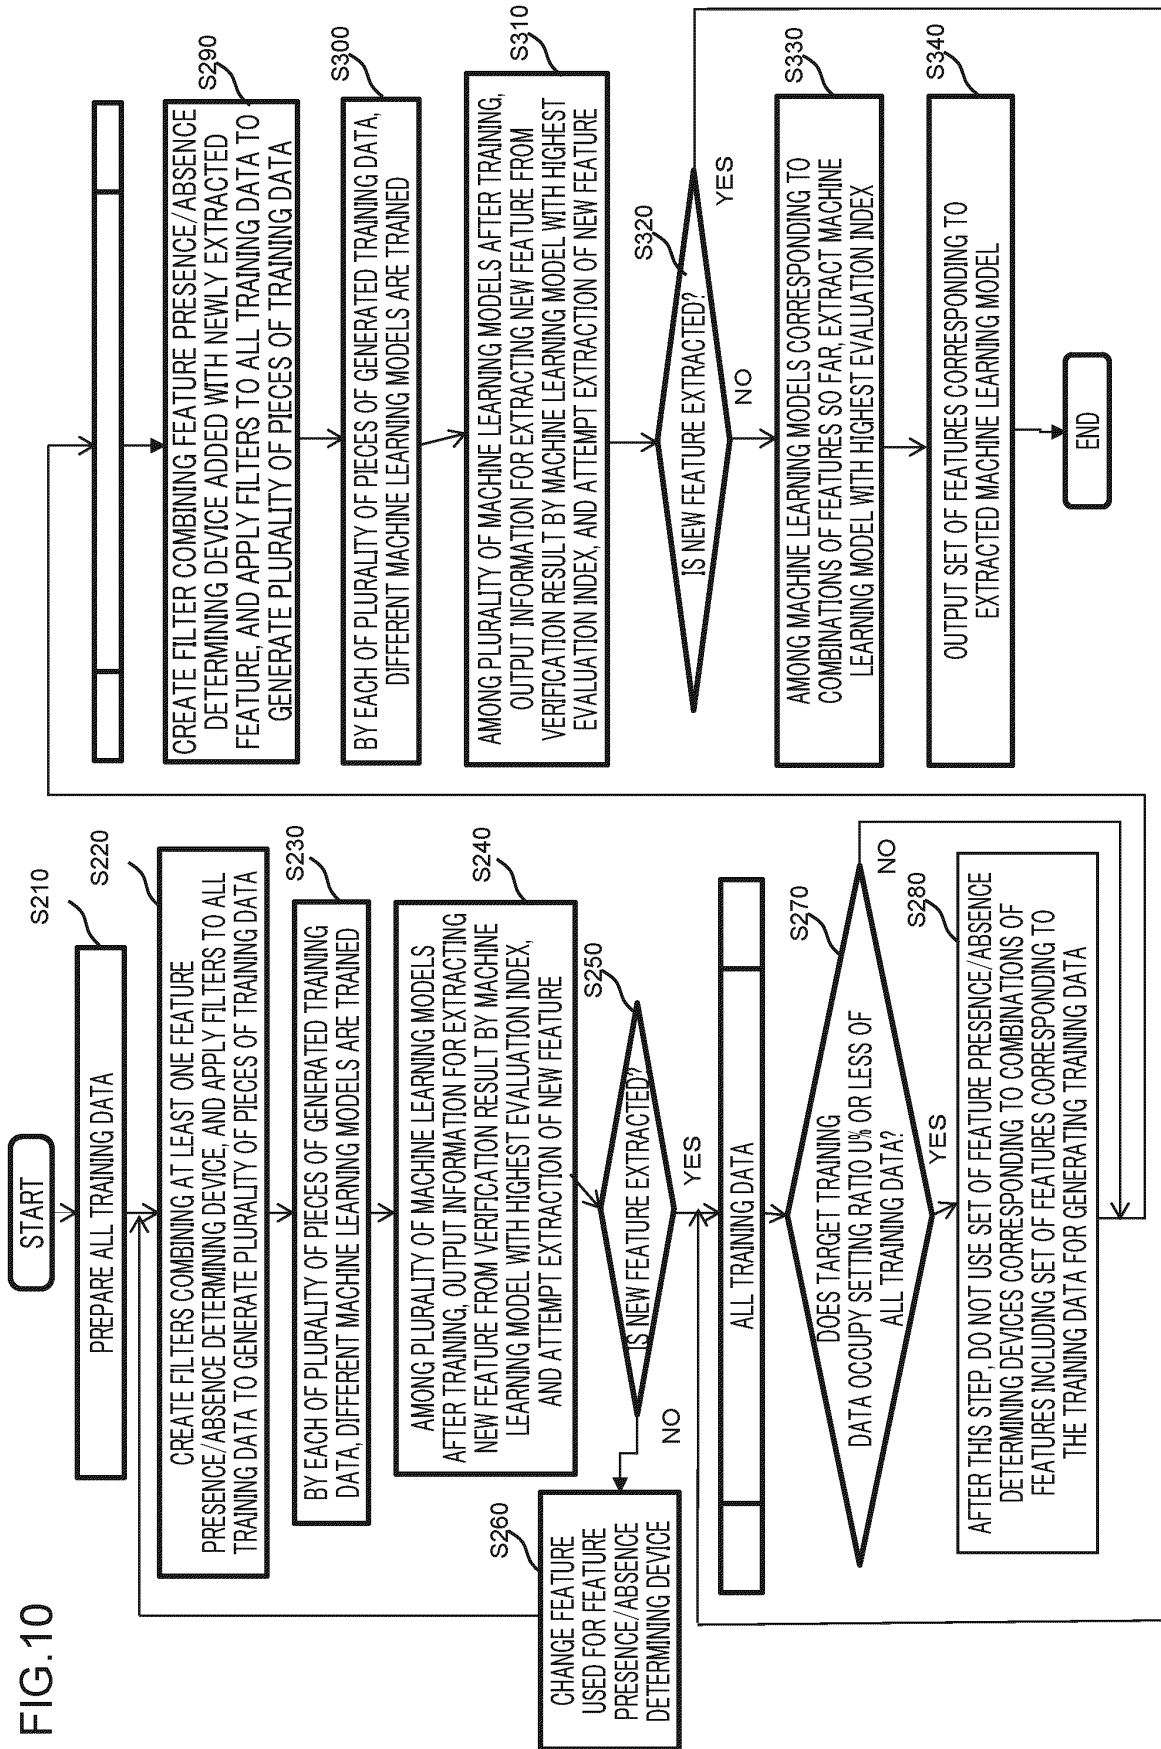 FIG.10
START
S210
PREPARE ALL TRAINING DATA
S220
CREATE FILTERS COMBINING AT LEAST ONE FEATURE
PRESENCE/ABSENCE DETERMINING DEVICE, AND APPLY FILTERS TO ALL
TRAINING DATA TO GENERATE PLURALITY OF PIECES OF TRAINING DATA
S230
BY EACH OF PLURALITY OF PIECES OF GENERATED TRAINING
DATA, DIFFERENT MACHINE LEARNING MODELS ARE TRAINED
S240
AMONG PLURALITY OF MACHINE LEARNING MODELS
AFTER TRAINING, OUTPUT INFORMATION FOR EXTRACTING
NEW FEATURE FROM VERIFICATION RESULT BY MACHINE
LEARNING MODEL WITH HIGHEST EVALUATION INDEX,
AND ATTEMPT EXTRACTION OF NEW FEATURE
S250
IS NEW FEATURE EXTRACTED?
NO
YES
S260
CHANGE FEATURE
USED FOR FEATURE
PRESENCE/ABSENCE
DETERMINING DEVICE
ALL TRAINING DATA
S270
DOES TARGET TRAINING
DATA OCCUPY SETTING RATIO U% OR LESS OF
ALL TRAINING DATA?
NO
YES
S280
AFTER THIS STEP, DO NOT USE SET OF FEATURE PRESENCE/ABSENCE
DETERMINING DEVICES CORRESPONDING TO COMBINATIONS OF
FEATURES INCLUDING SET OF FEATURES CORRESPONDING TO
THE TRAINING DATA FOR GENERATING TRAINING DATA
S290
CREATE FILTER COMBINING FEATURE PRESENCE/ABSENCE
DETERMINING DEVICE ADDED WITH NEWLY EXTRACTED
FEATURE, AND APPLY FILTERS TO ALL TRAINING DATA TO
GENERATE PLURALITY OF PIECES OF TRAINING DATA
S300
BY EACH OF PLURALITY OF PIECES OF GENERATED TRAINING DATA,
DIFFERENT MACHINE LEARNING MODELS ARE TRAINED
S310
AMONG PLURALITY OF MACHINE LEARNING MODELS AFTER TRAINING,
OUTPUT INFORMATION FOR EXTRACTING NEW FEATURE FROM
VERIFICATION RESULT BY MACHINE LEARNING MODEL WITH HIGHEST
EVALUATION INDEX, AND ATTEMPT EXTRACTION OF NEW FEATURE
S320
IS NEW FEATURE EXTRACTED?
YES
NO
S330
AMONG MACHINE LEARNING MODELS CORRESPONDING TO
COMBINATIONS OF FEATURES SO FAR, EXTRACT MACHINE
LEARNING MODEL WITH HIGHEST EVALUATION INDEX
S340
OUTPUT SET OF FEATURES CORRESPONDING TO
EXTRACTED MACHINE LEARNING MODEL
END